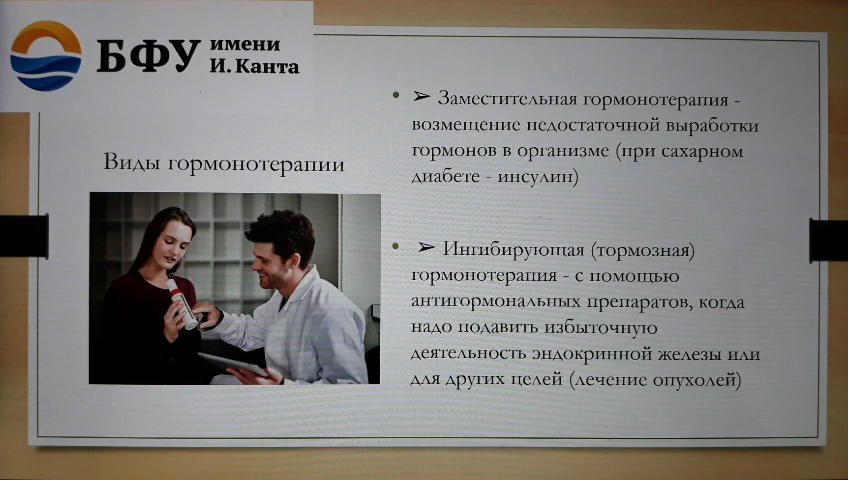 БФУ имени
И. Канта
Виды гормонотерапии
• ➢ Заместительная гормонотерапия -
возмещение недостаточной выработки
гормонов в организме (при сахарном
диабете - инсулин)
• ➢ Ингибирующая (тормозная)
гормонотерапия - с помощью
антигормональных препаратов, когда
надо подавить избыточную
деятельность эндокринной железы или
для других целей (лечение опухолей)